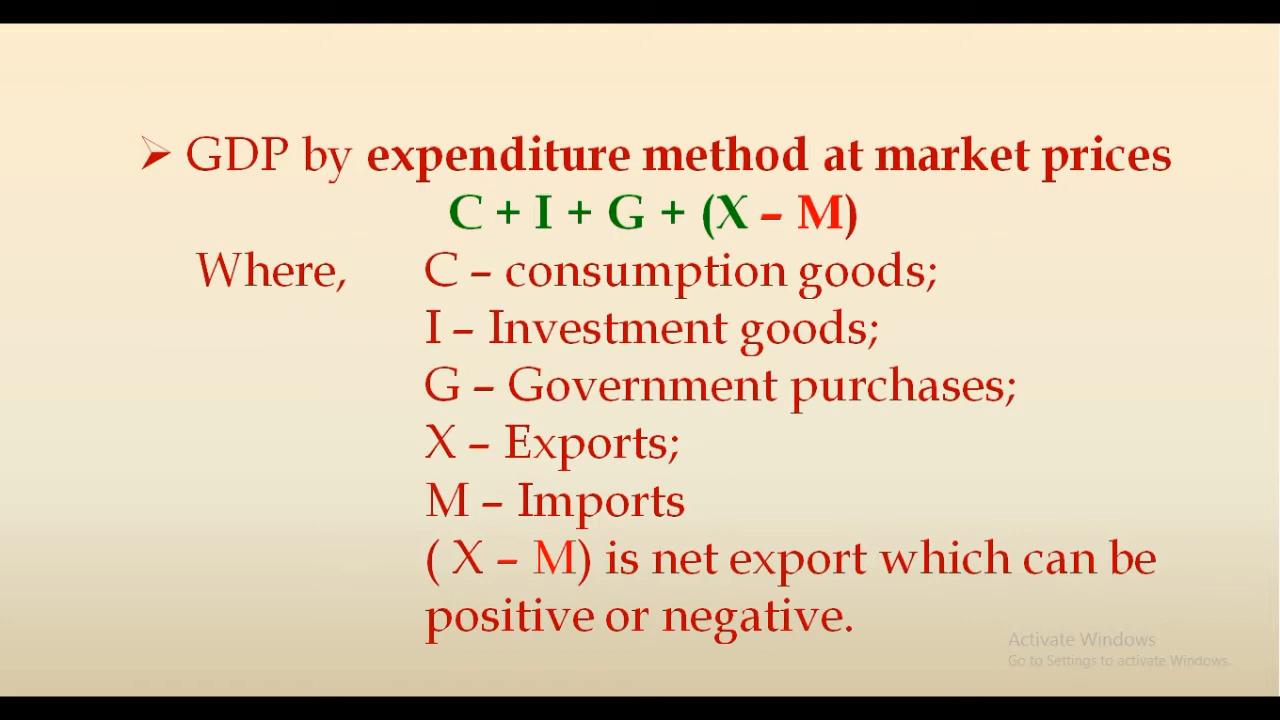 ➢ GDP by expenditure method at market prices
C + I + G + (X – M)
Where, C – consumption goods;
I – Investment goods;
G – Government purchases;
X – Exports;
M – Imports
( X – M) is net export which can be
positive or negative.
Activate Windows
Go to Settings to activate Windows.